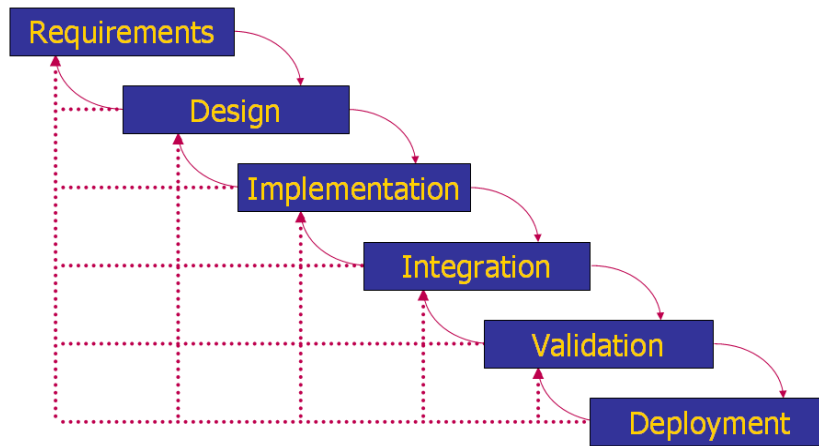 Requirements
Design
Implementation
Integration
Validation
Deployment